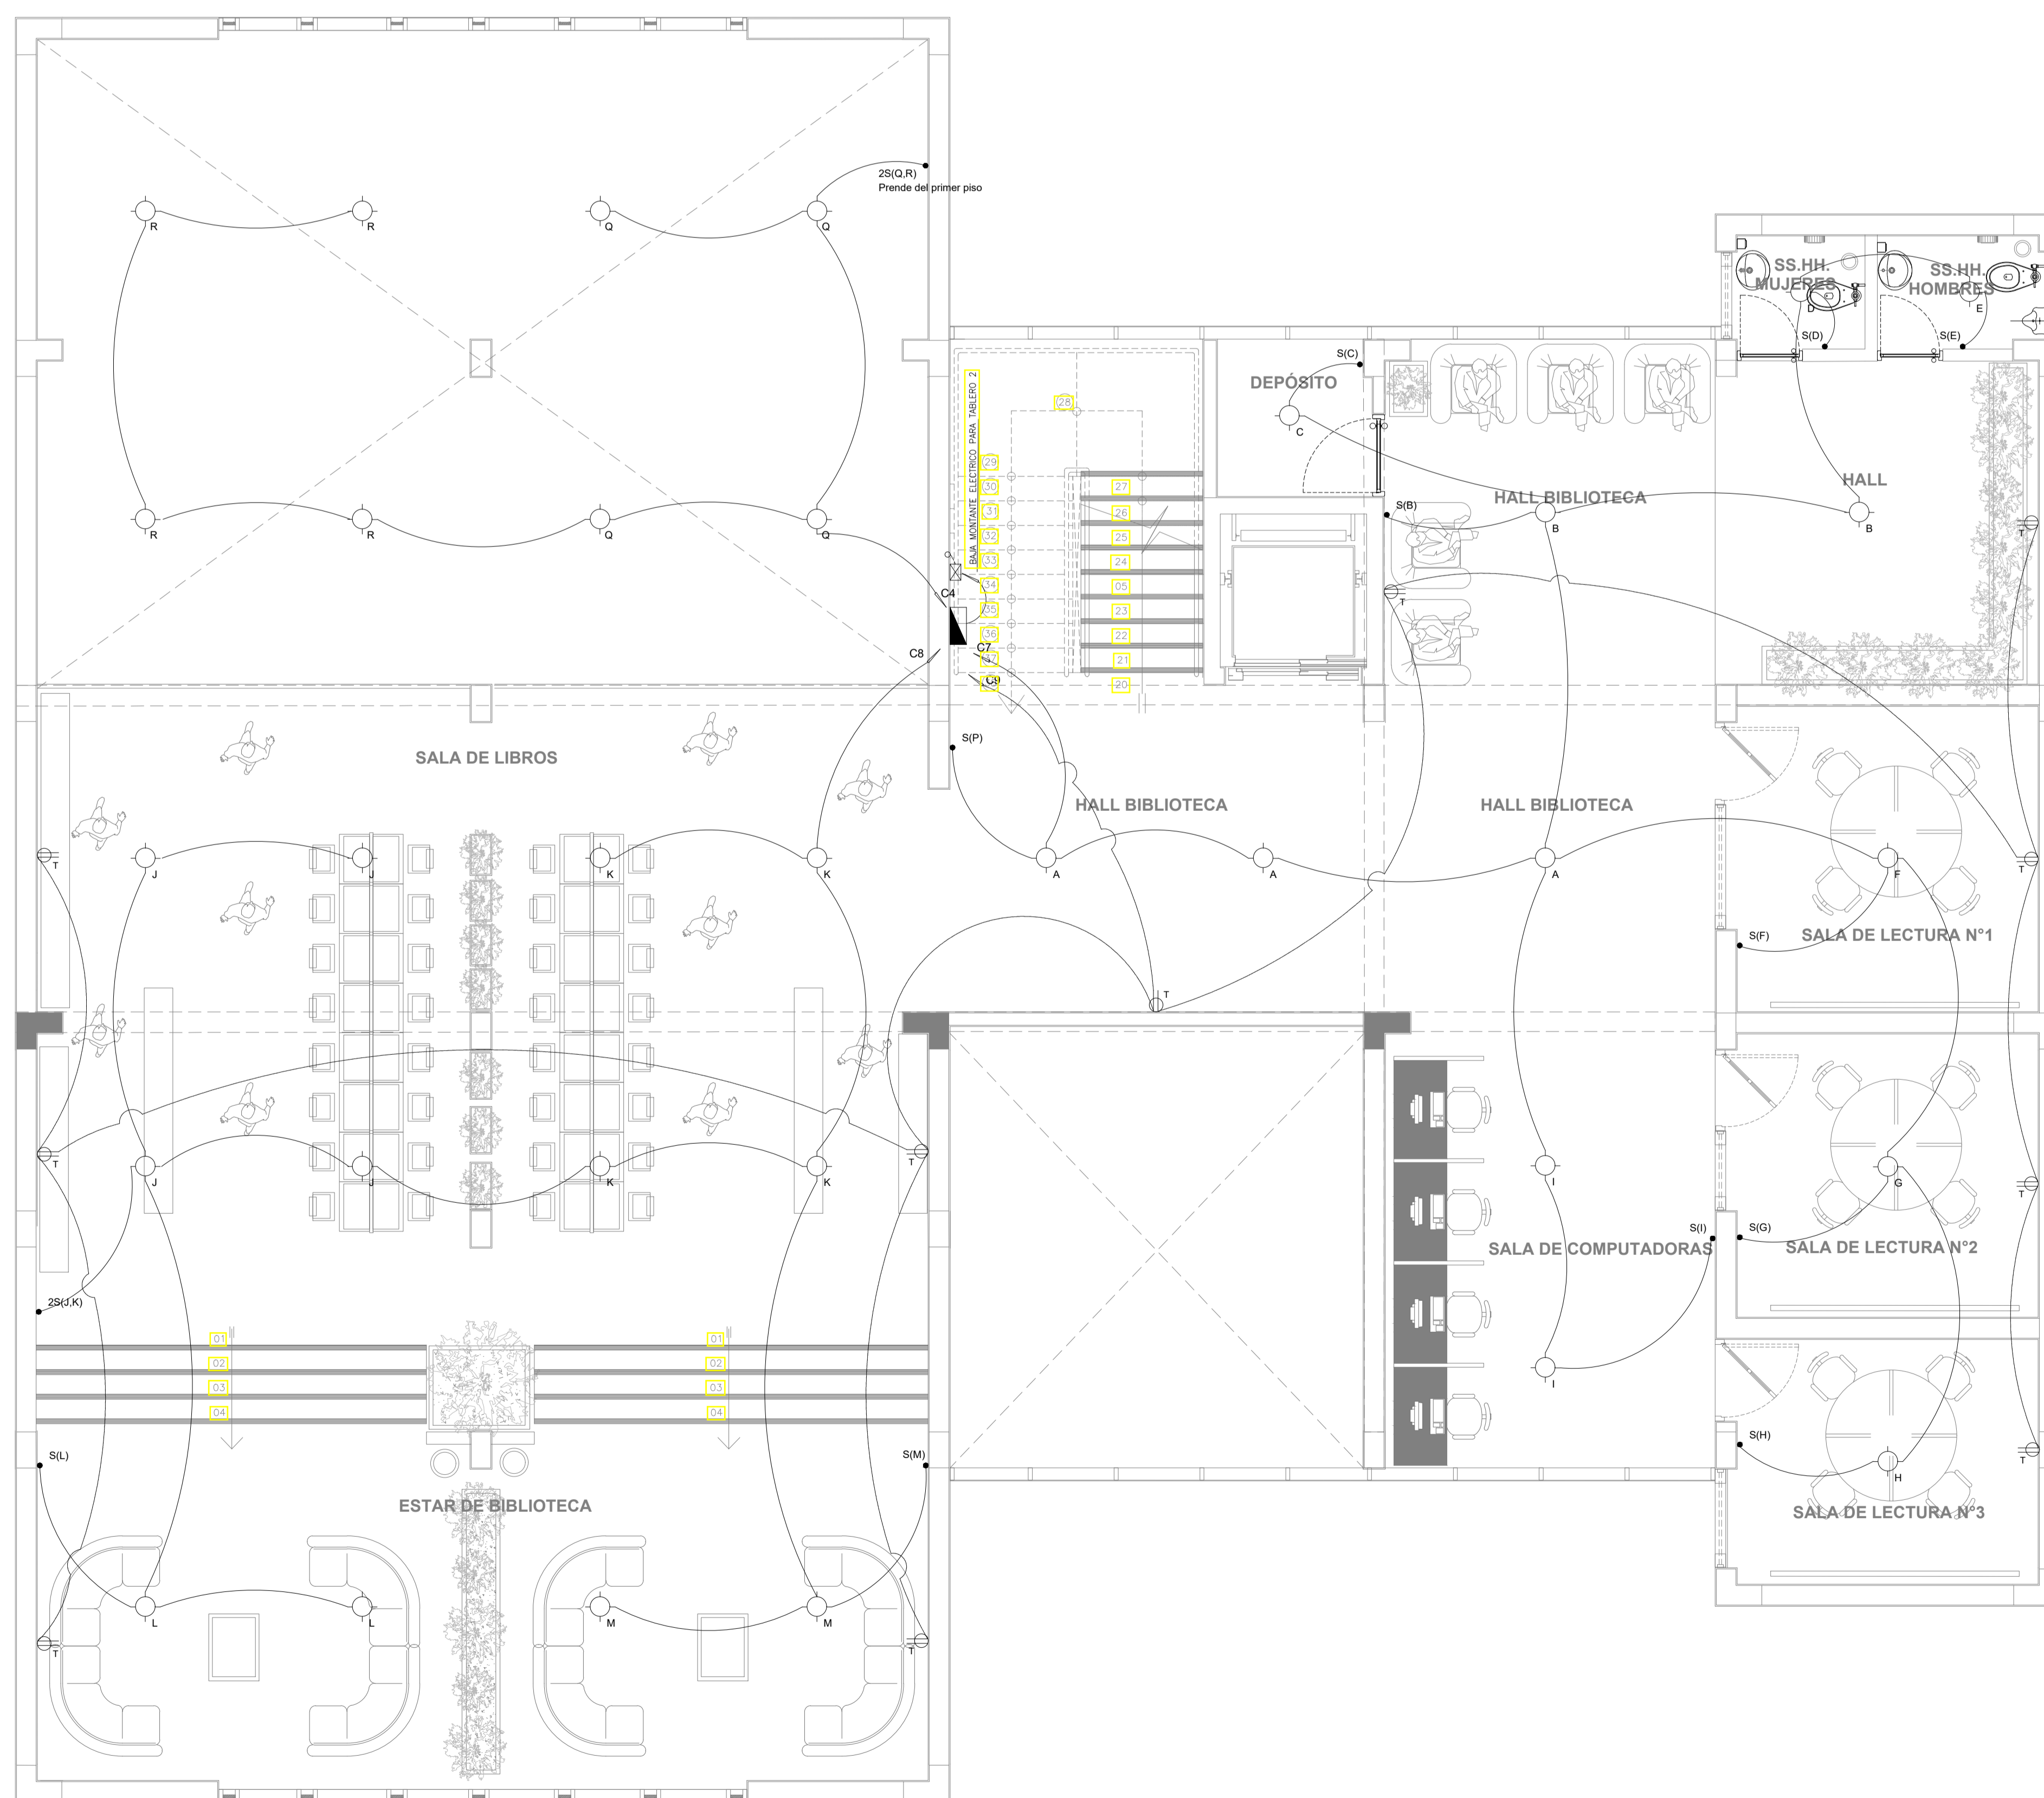 2S(Q,R)
Prende del primer piso
R
R
Q
Q
SS.HH.
MUJERES
SS.HH.
HOMBRES
D
E
S(D)
S(E)
S(C)
DEPÓSITO
C
BAJA MONTANTE ELECTRICO PARA TABLERO 2
28
29
30
31
32
33
34
35
36
37
27
26
25
24
05
23
22
21
20
HALL
HALL BIBLIOTECA
S(B)
B
B
T
T
R
R
Q
Q
C4
C7
C8
C9
S(P)
SALA DE LIBROS
HALL BIBLIOTECA
HALL BIBLIOTECA
T
J
J
K
K
A
A
A
F
T
S(F)
SALA DE LECTURA N°1
T
T
J
J
K
K
T
I
G
T
S(I)
S(G)
SALA DE COMPUTADORAS
SALA DE LECTURA N°2
2S(J,K)
01
02
03
04
01
02
03
04
I
S(L)
S(M)
S(H)
H
T
ESTAR DE BIBLIOTECA
SALA DE LECTURA N°3
L
L
M
M
T
T